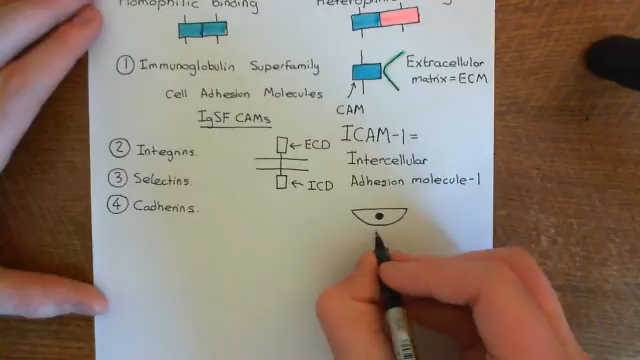 Homophilic binding
① Immunoglobulin Superfamily
Cell Adhesion Molecules
IgSF CAMs
② Integrins.
③ Selectins.
④ Cadherins.
ECD
ICD
Extracellular
matrix=ECM
CAM
ICAM-1=
Intercellular
Adhesion molecule-1